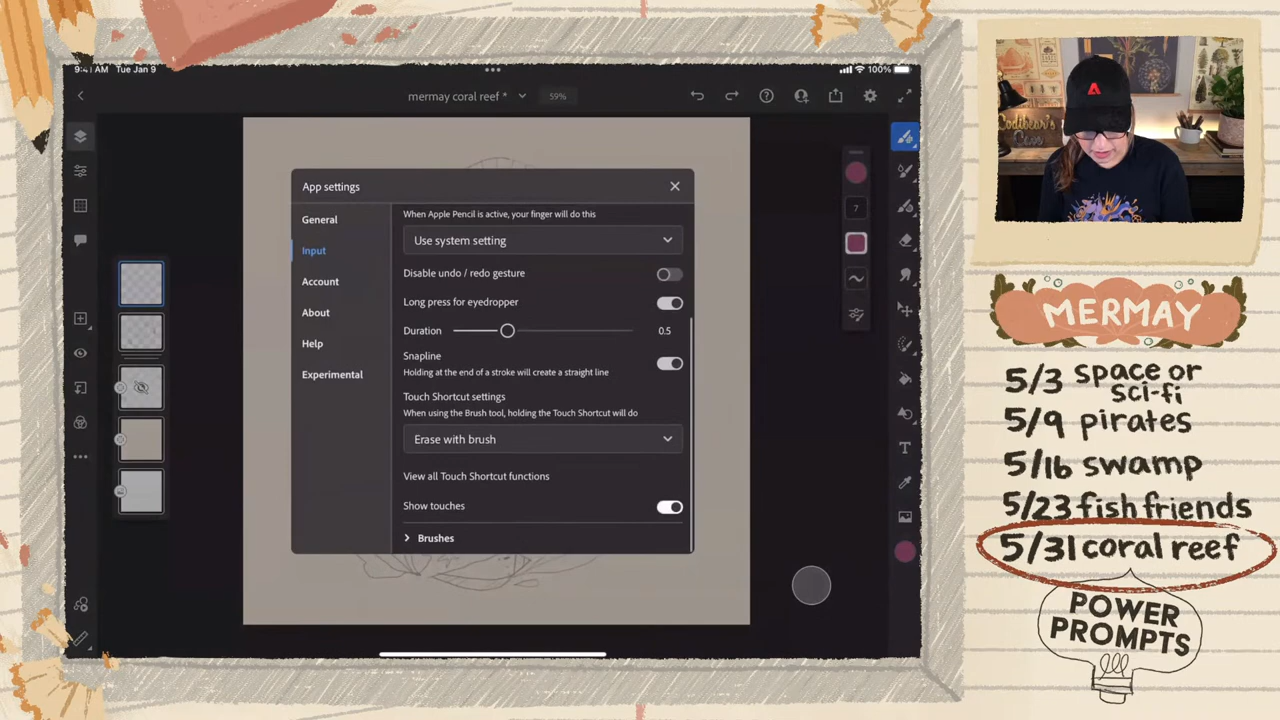 9:41 AM Tue Jan 9
100%
mermay coral reef *
59%
App settings
General
Input
Account
About
Help
Experimental
When Apple Pencil is active, your finger will do this
Use system setting
Disable undo / redo gesture
Long press for eyedropper
Duration
0.5
Snapline
Holding at the end of a stroke will create a straight line
Touch Shortcut settings
When using the Brush tool, holding the Touch Shortcut will do
Erase with brush
View all Touch Shortcut functions
Show touches
Brushes
7
MERMAY
5/3 space or
sci-fi
5/9 pirates
5/16 swamp
5/23 fish friends
5/31 coral reef
POWER
PROMPTS